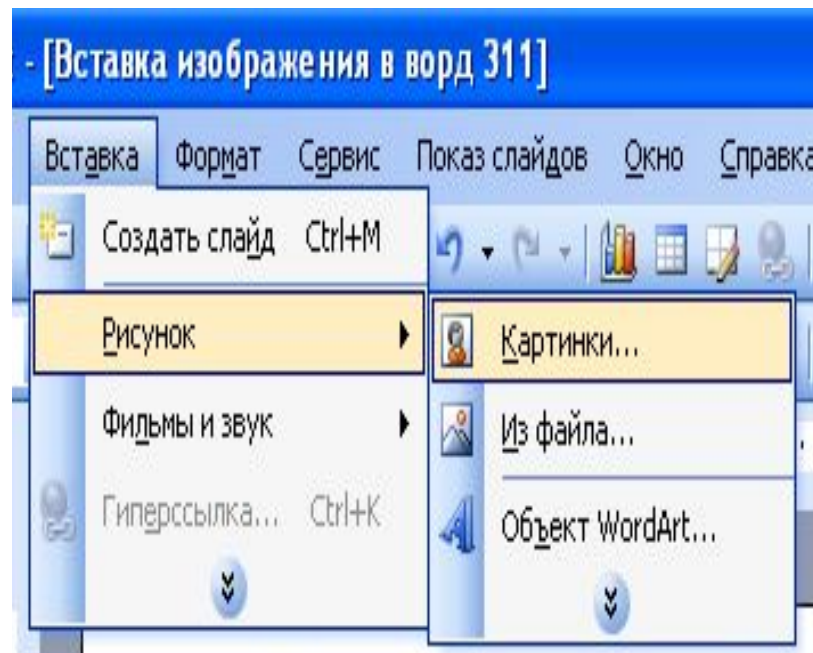 - [Вставка изображения в ворд 311]
Вставка Формат Сервис Показ слайдов Окно Справка
Создать слайд Ctrl+M
Рисунок
Картинки...
Фильмы и звук
Из файла...
Гиперссылка... Ctrl+K
Объект WordArt...